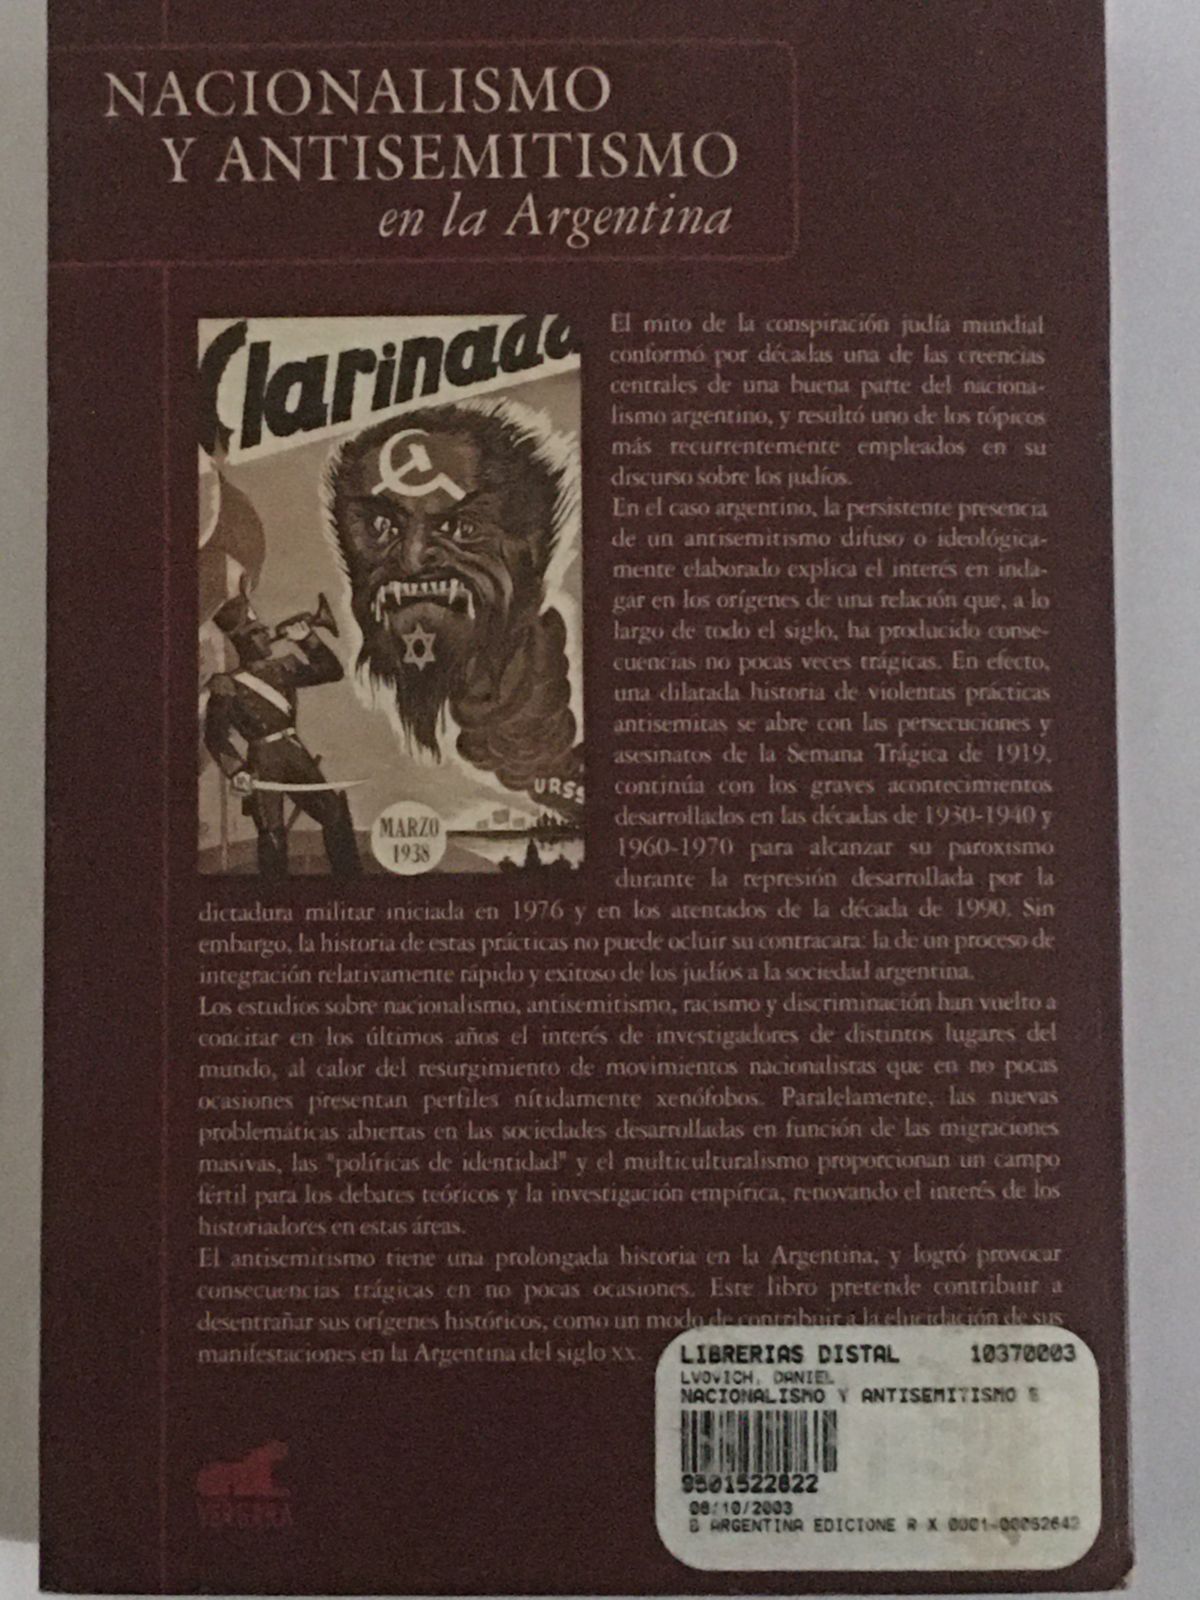 NACIONALISMO
Y ANTISEMITISMO
en la Argentina
Clarinada
URSS
MARZO
1938
El mito de la conspiración judía mundial
conformó por décadas una de las creencias
centrales de una buena parte del naciona-
lismo argentino, y resultó uno de los tópicos
más recurrentemente empleados en su
discurso sobre los judíos.
En el caso argentino, la persistente presencia
de un antisemitismo difuso o ideológica-
mente elaborado explica el interés en inda-
gar en los orígenes de una relación que, a lo
largo de todo el siglo, ha producido conse-
cuencias no pocas veces trágicas. En efecto,
una dilatada historia de violentas prácticas
antisemitas se abre con las persecuciones y
asesinatos de la Semana Trágica de 1919,
continúa con los graves acontecimientos
desarrollados en las décadas de 1930-1940 y
1960-1970 para alcanzar su paroxismo
durante la represión desarrollada por la
dictadura militar iniciada en 1976 y en los atentados de la década de 1990. Sin
embargo, la historia de estas prácticas no puede ocluir su contracara: la de un proceso de
integración relativamente rápido y exitoso de los judíos a la sociedad argentina.
Los estudios sobre nacionalismo, antisemitismo, racismo y discriminación han vuelto a
concitar en los últimos años el interés de investigadores de distintos lugares del
mundo, al calor del resurgimiento de movimientos nacionalistas que en no pocas
ocasiones presentan perfiles nítidamente xenófobos. Paralelamente, las nuevas
problemáticas abiertas en las sociedades desarrolladas en función de las migraciones
masivas, las "políticas de identidad" y el multiculturalismo proporcionan un campo
fértil para los debates teóricos y la investigación empírica, renovando el interés de los
historiadores en estas áreas.
El antisemitismo tiene una prolongada historia en la Argentina, y logró provocar
consecuencias trágicas en no pocas ocasiones. Este libro pretende contribuir a
desentrañar sus orígenes históricos, como un modo de contribuir a la elucidación de sus
manifestaciones en la Argentina del siglo XX.
LIBRERIAS DISTAL 10370003
LVOVICH, DANIEL
NACIONALISMO Y ANTISEMITISMO E
9501522822
08/10/2003
B ARGENTINA EDICIONE R X 0001-00052642
VERGARA